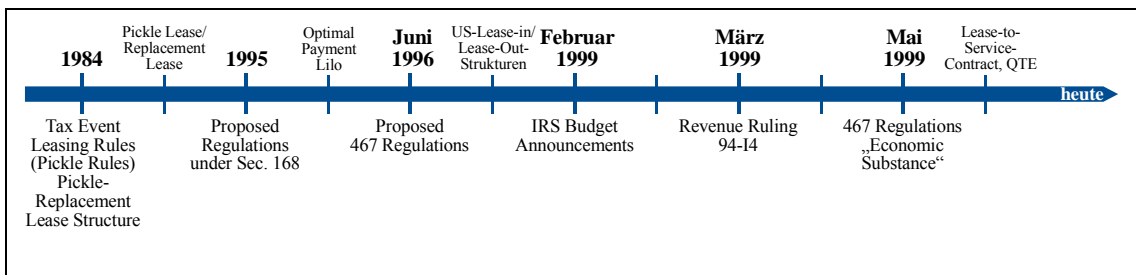 Pickle Lease/
Replacement
Lease
Optimal
Payment
Lilo
US-Lease-in/
Lease-Out-
Strukturen
Lease-to-
Service-
Contract, QTE
1984
1995
Juni
1996
Februar
1999
März
1999
Mai
1999
heute
Tax Event
Leasing Rules
(Pickle Rules)
Pickle-
Replacement
Lease Structure
Proposed
Regulations
under Sec. 168
Proposed
467 Regulations
IRS Budget
Announcements
Revenue Ruling
94-I4
467 Regulations
„Economic
Substance“